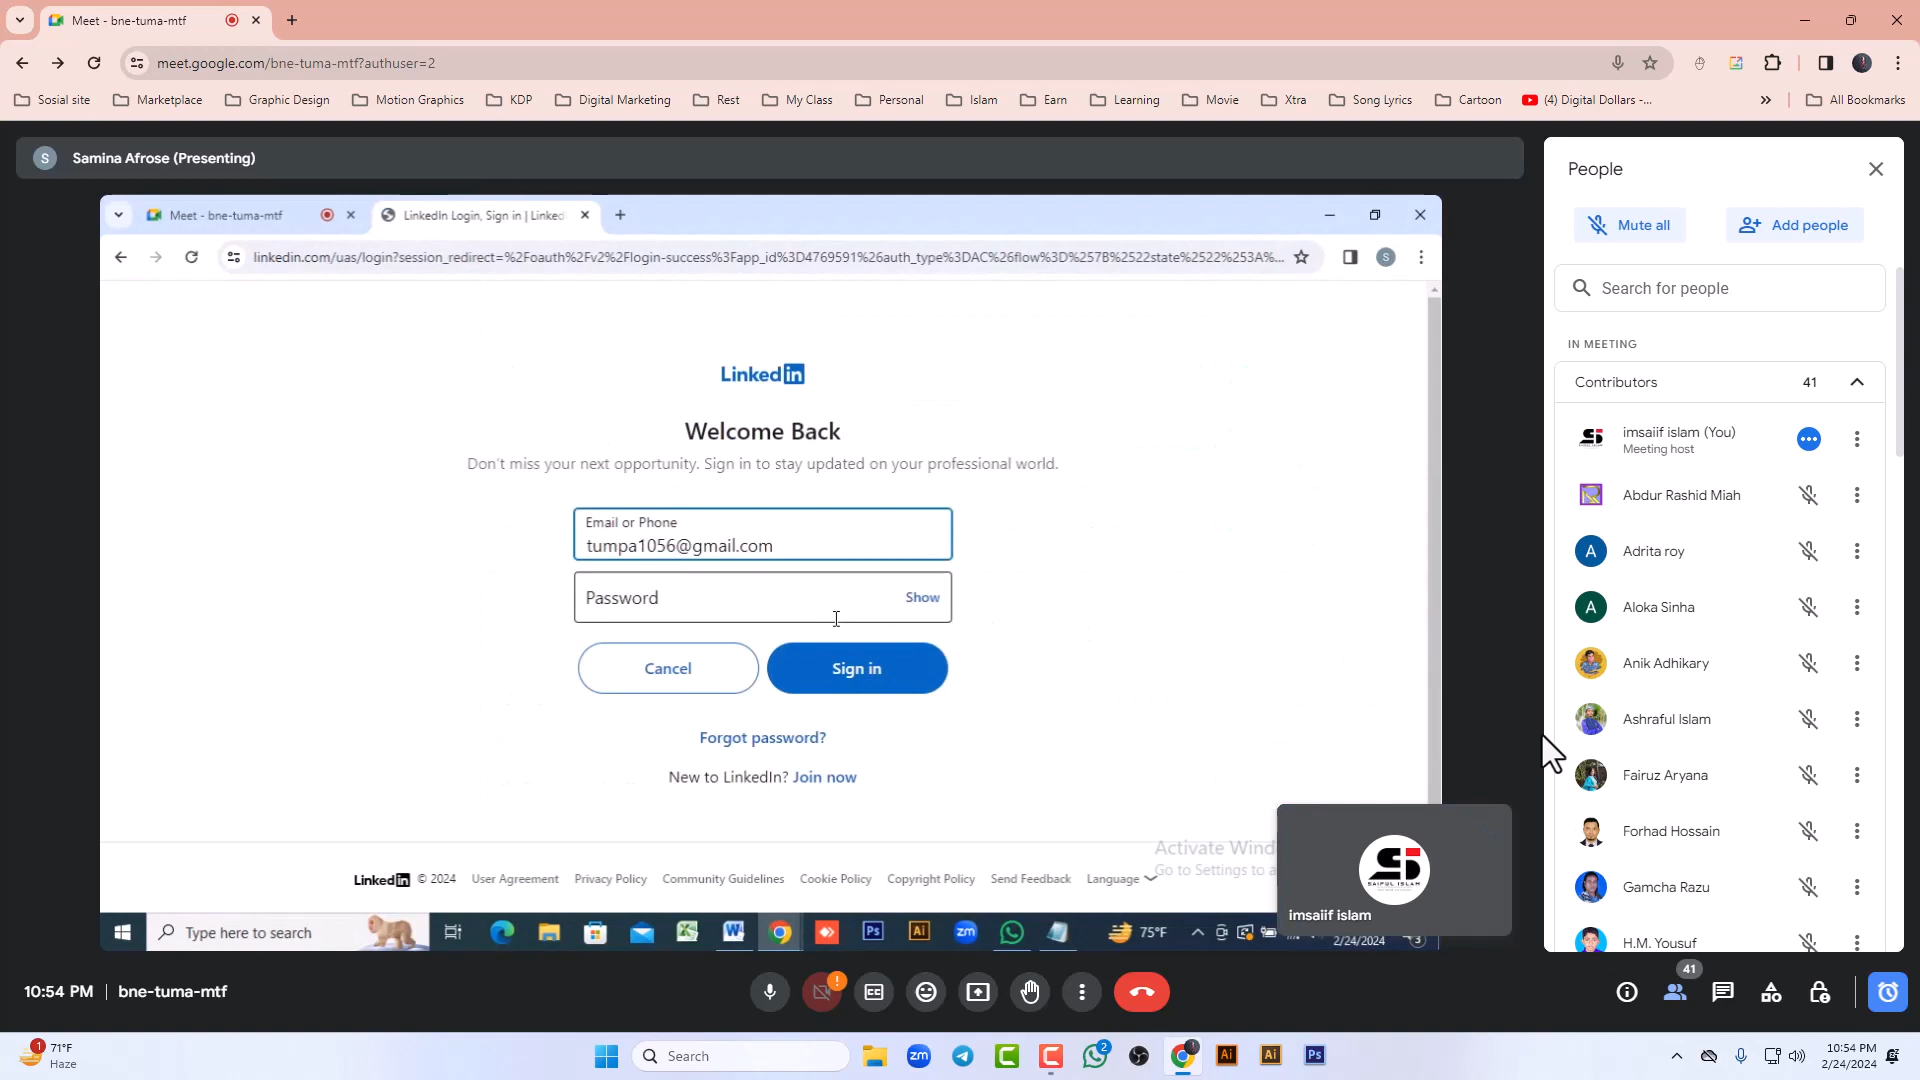 Meet - bne-tuma-mtf
meet.google.com/bne-tuma-mtf?authuser=2
Sosial site
Marketplace
Graphic Design
Motion Graphics
KDP
Digital Marketing
Rest
My Class
Personal
Islam
Earn
Learning
Movie
Xtra
Song Lyrics
Cartoon
(4) Digital Dollars -...
All Bookmarks
S
Samina Afrose (Presenting)
Meet - bne-tuma-mtf
LinkedIn Login, Sign in | Linked
linkedin.com/uas/login?session_redirect=%2Foauth%2Fv2%2Flogin-success%3Fapp_id%3D4769591%26auth_type%3DAC%26flow%3D%257B%2522state%2522%253A%...
S
LinkedIn
Welcome Back
Don't miss your next opportunity. Sign in to stay updated on your professional world.
Email or Phone
tumpa1056@gmail.com
Password
Show
Cancel
Sign in
Forgot password?
New to LinkedIn? Join now
Activate Wind
Go to Settings to a
LinkedIn © 2024
User Agreement
Privacy Policy
Community Guidelines
Cookie Policy
Copyright Policy
Send Feedback
Language
Type here to search
75°F
2/24/2024
3
SAIFUL ISLAM
imsaiif islam
People
Mute all
Add people
Search for people
IN MEETING
Contributors
41
imsaiif islam (You)
Meeting host
Abdur Rashid Miah
A
Adrita roy
A
Aloka Sinha
Anik Adhikary
Ashraful Islam
Fairuz Aryana
Forhad Hossain
Gamcha Razu
H.M. Yousuf
10:54 PM | bne-tuma-mtf
41
1
71°F
Haze
Search
2
10:54 PM
2/24/2024